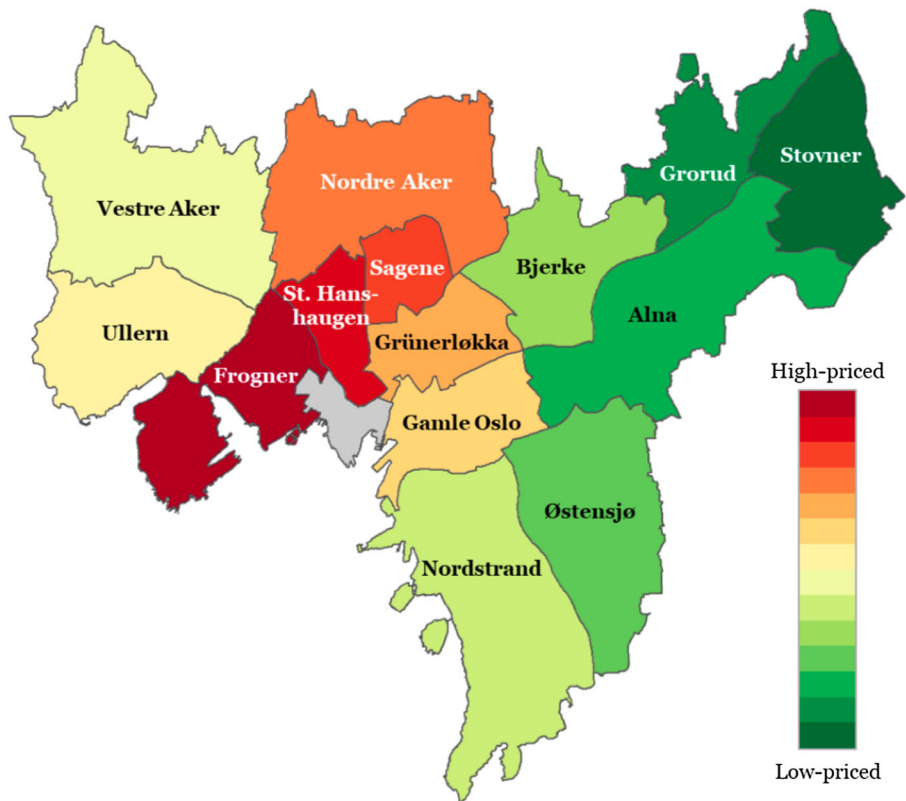 Stovner
Grorud
Nordre Aker
Vestre Aker
Sagene
Bjerke
St. Hans-
haugen
Alna
Ullern
Grünerløkka
High-priced
Frogner
Gamle Oslo
Østensjø
Nordstrand
Low-priced